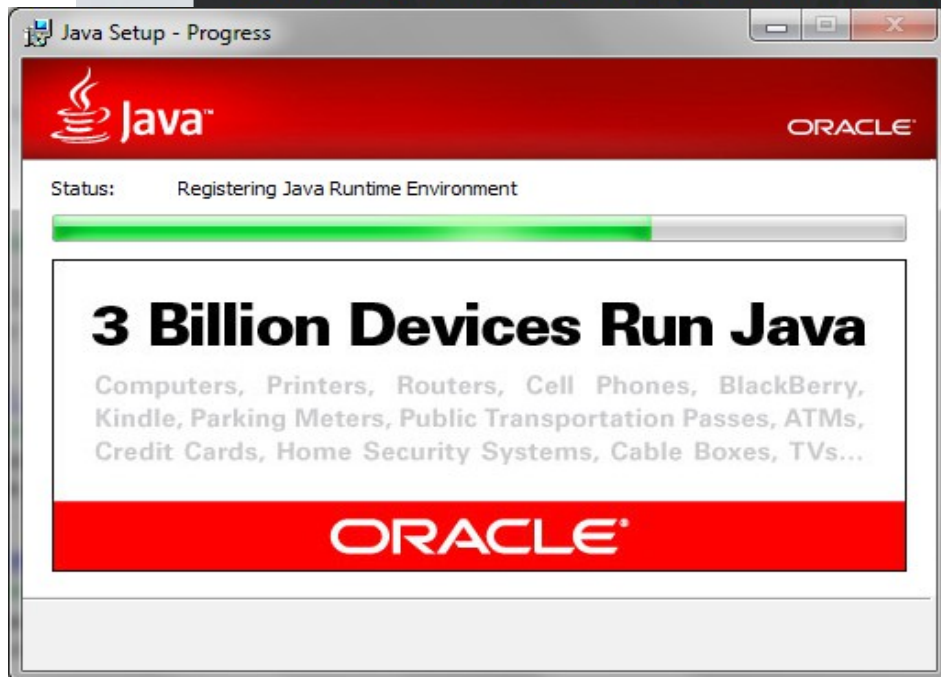 Java Setup - Progress
Java™
ORACLE®
Status: Registering Java Runtime Environment
3 Billion Devices Run Java
Computers, Printers, Routers, Cell Phones, BlackBerry,
Kindle, Parking Meters, Public Transportation Passes, ATMs,
Credit Cards, Home Security Systems, Cable Boxes, TVs...
ORACLE®